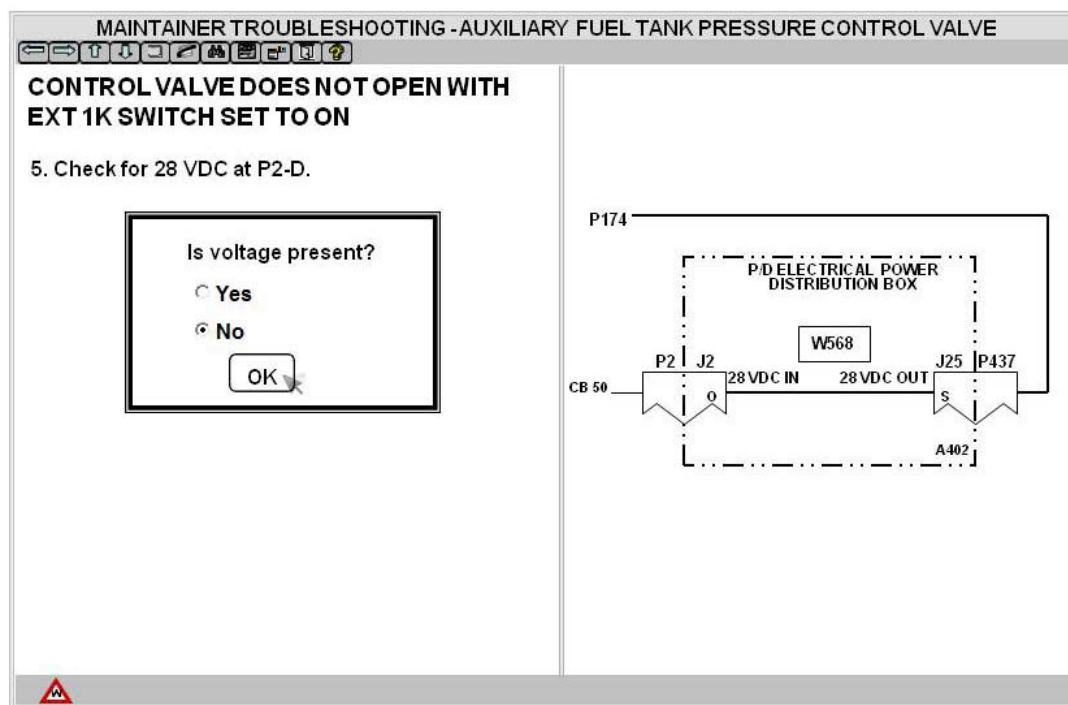 MAINTAINER TROUBLESHOOTING -AUXILIARY FUEL TANK PRESSURE CONTROL VALVE
CONTROL VALVE DOES NOT OPEN WITH
EXT 1K SWITCH SET TO ON
5. Check for 28 VDC at P2-D.
Is voltage present?
Yes
No
OK
P174
P/D ELECTRICAL POWER
DISTRIBUTION BOX
W568
P2 J2 J25 P437
28 VDC IN 28 VDC OUT
CB 50
O S
A402
W